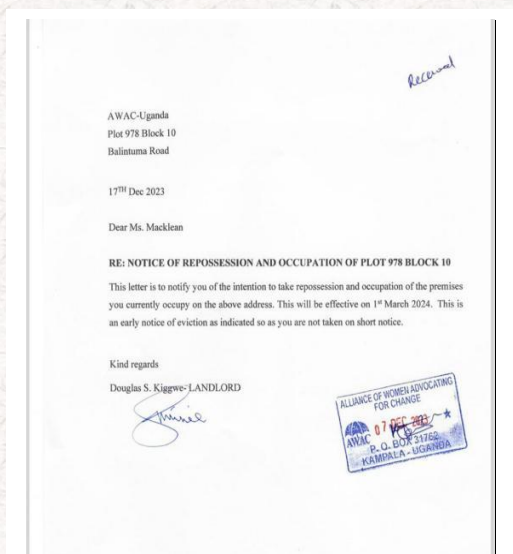 Received
AWAC-Uganda
Plot 978 Block 10
Balintuma Road
17TH Dec 2023
Dear Ms. Macklean
RE: NOTICE OF REPOSSESSION AND OCCUPATION OF PLOT 978 BLOCK 10
This letter is to notify you of the intention to take repossession and occupation of the premises
you currently occupy on the above address. This will be effective on 1st March 2024. This is
an early notice of eviction as indicated so as you are not taken on short notice.
Kind regards
Douglas S. Kiggwe- LANDLORD
ALLIANCE OF WOMEN ADVOCATING
FOR CHANGE
AWAC 07 DEC 2023
P. O. BOX 31762
KAMPALA - UGANDA